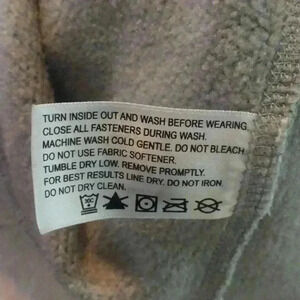 TURN INSIDE OUT AND WASH BEFORE WEARING.
CLOSE ALL FASTENERS DURING WASH.
MACHINE WASH COLD GENTLE. DO NOT BLEACH
DO NOT USE FABRIC SOFTENER.
TUMBLE DRY LOW. REMOVE PROMPTLY.
FOR BEST RESULTS LINE DRY. DO NOT IRON
DO NOT DRY CLEAN.